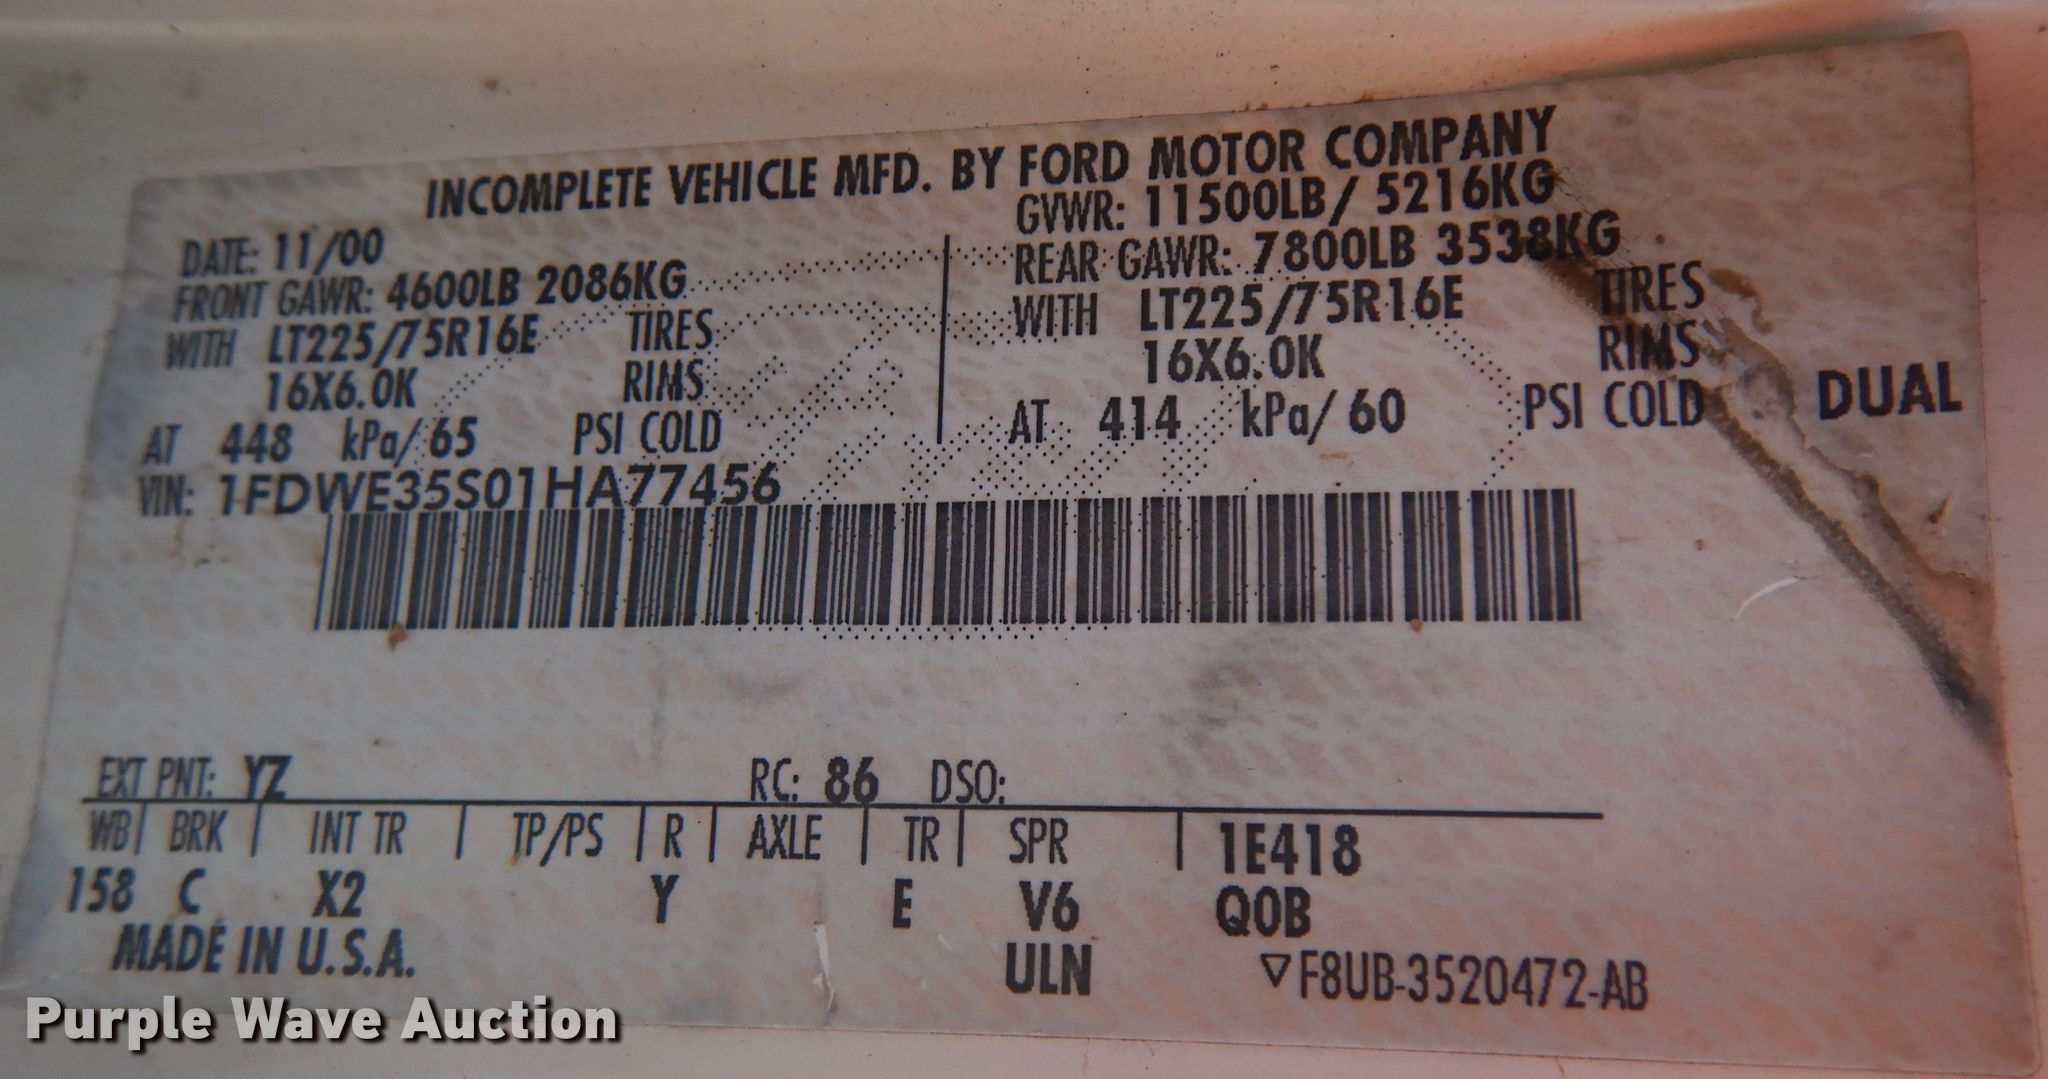 INCOMPLETE VEHICLE MFD. BY FORD MOTOR COMPANY
DATE: 11/00
GVWR: 11500LB/ 5216KG
FRONT GAWR: 4600LB 2086KG
REAR GAWR: 7800LB 3538KG
WITH LT225/75R16E TIRES
WITH LT225/75R16E TIRES
16X6.0K RIMS
16X6.0K RIMS
AT 448 kPa/ 65 PSI COLD
AT 414 kPa/ 60 PSI COLD DUAL
VIN: 1FDWE35S01HA77456
EXT PNT: YZ RC: 86 DSO:
WB | BRK | INT TR | TP/PS | R | AXLE | TR | SPR | 1E418
158 C X2 Y E V6 Q0B
MADE IN U.S.A. ULN ▽F8UB-3520472-AB
Purple Wave Auction